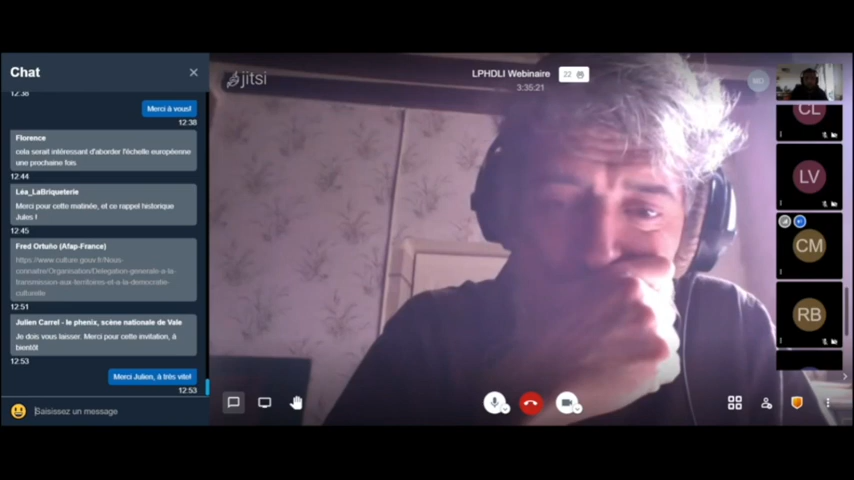 Chat
12:38
Merci à vous!
12:38
Florence
cela serait intéressant d'aborder l'échelle européenne
une prochaine fois
12:44
Léa_LaBriqueterie
Merci pour cette matinée, et ce rappel historique
Jules !
12:45
Fred Ortuño (Afap-France)
https://www.culture.gouv.fr/Nous-
connaitre/Organisation/Delegation-generale-a-la-
transmission-aux-territoires-et-a-la-democratie-
culturelle
12:51
Julien Carrel - le phenix, scène nationale de Vale
Je dois vous laisser. Merci pour cette invitation, à
bientôt
12:53
Merci Julien, à très vite!
12:53
Saisissez un message
jitsi
LPHDLI Webinaire
22
3:35:21
CL
LV
CM
RB